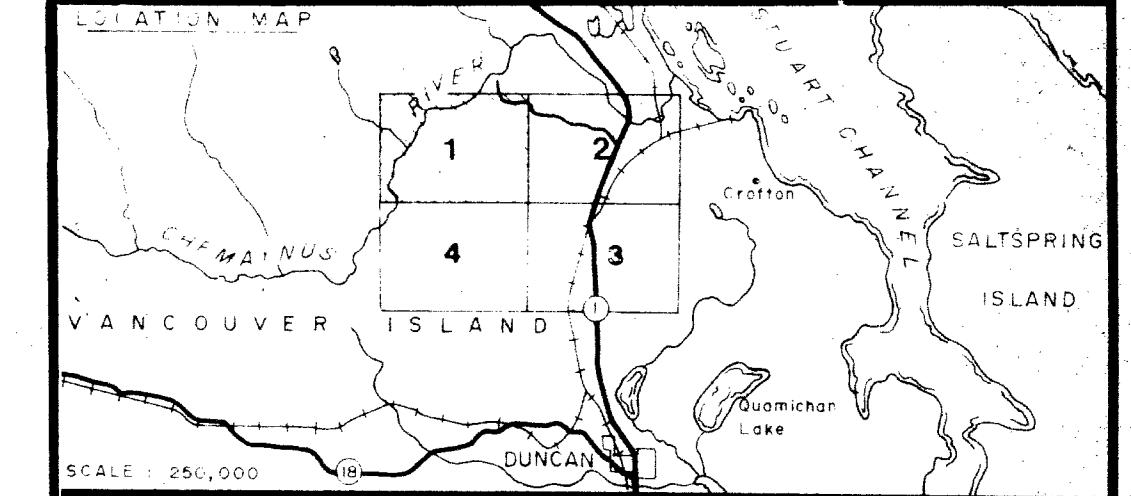 LOCATION MAP
STUART CHANNEL
RIVER
1
2
Crofton
CHEMAINUS
4
3
SALTSPRING
ISLAND
1
VANCOUVER ISLAND
Quamichan
Lake
DUNCAN
SCALE : 250,000
18